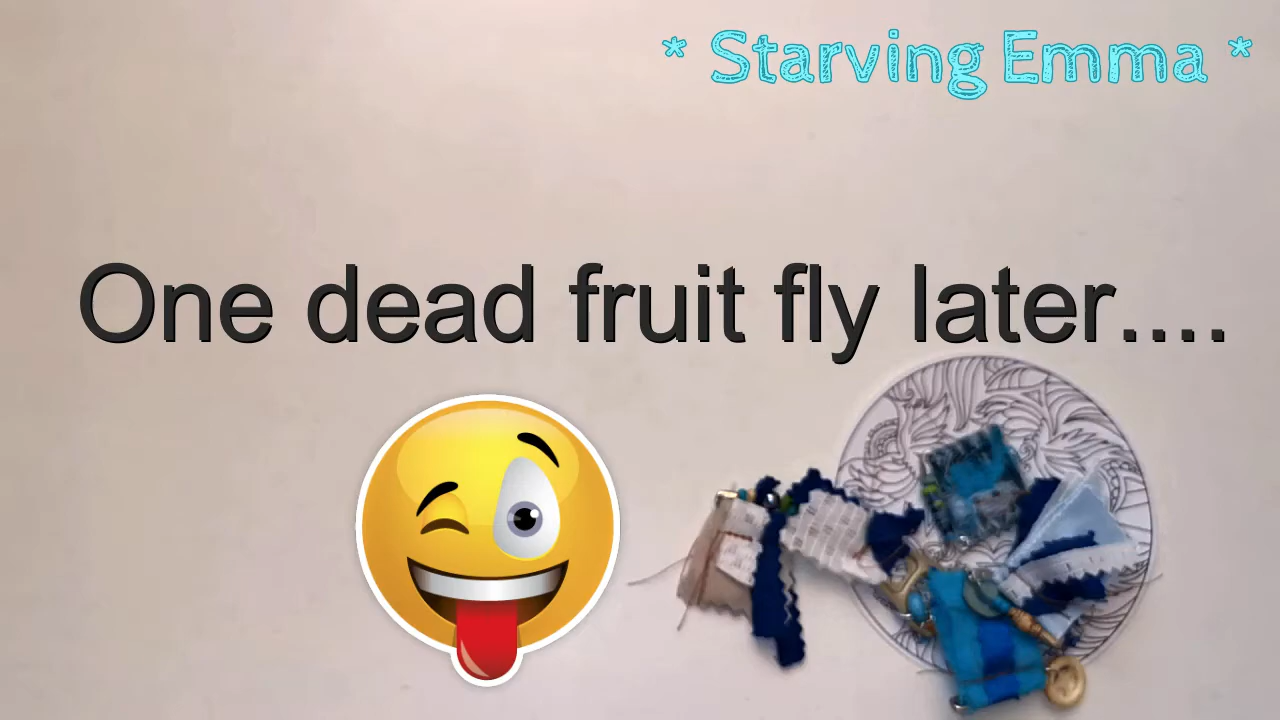 * Starving Emma *
One dead fruit fly later....